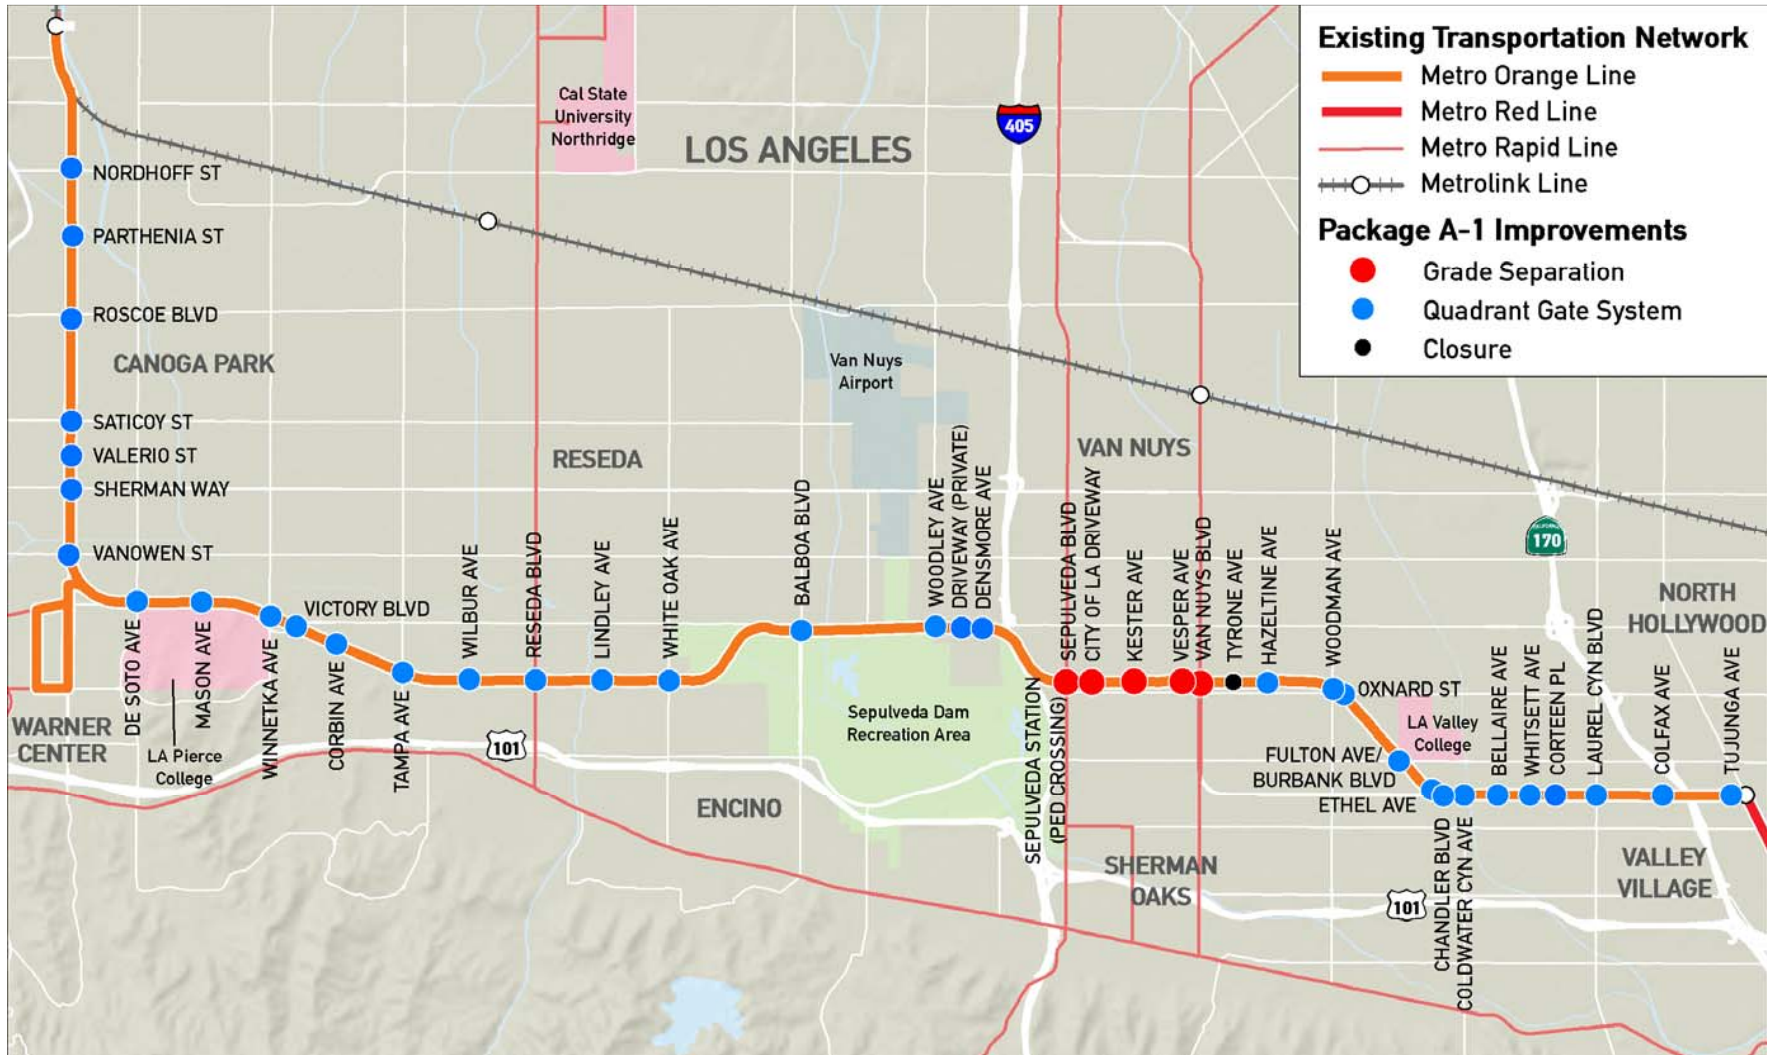 Existing Transportation Network
Metro Orange Line
Metro Red Line
Metro Rapid Line
Metrolink Line
Package A-1 Improvements
Grade Separation
Quadrant Gate System
Closure
Cal State
University
Northridge
LOS ANGELES
405
NORDHOFF ST
PARTHENIA ST
ROSCOE BLVD
CANOGA PARK
SATICOY ST
VALERIO ST
SHERMAN WAY
VANOWEN ST
Van Nuys
Airport
RESEDA
VAN NUYS
CALIFORNIA
170
NORTH
HOLLYWOOD
DE SOTO AVE
MASON AVE
WINNETKA AVE
VICTORY BLVD
CORBIN AVE
TAMPA AVE
WILBUR AVE
RESEDA BLVD
LINDLEY AVE
WHITE OAK AVE
BALBOA BLVD
WOODLEY AVE
DRIVEWAY (PRIVATE)
DENSMORE AVE
SEPULVEDA STATION
(PED CROSSING)
SEPULVEDA BLVD
CITY OF LA DRIVEWAY
KESTER AVE
VESPER AVE
VAN NUYS BLVD
TYRONE AVE
HAZELTINE AVE
WOODMAN AVE
OXNARD ST
LA Valley
College
FULTON AVE/
BURBANK BLVD
ETHEL AVE
CHANDLER BLVD
COLDWATER CYN AVE
BELLAIRE AVE
WHITSETT AVE
CORTEEN PL
LAUREL CYN BLVD
COLFAX AVE
TUJUNGA AVE
WARNER
CENTER
LA Pierce
College
101
Sepulveda Dam
Recreation Area
ENCINO
SHERMAN
OAKS
101
VALLEY
VILLAGE